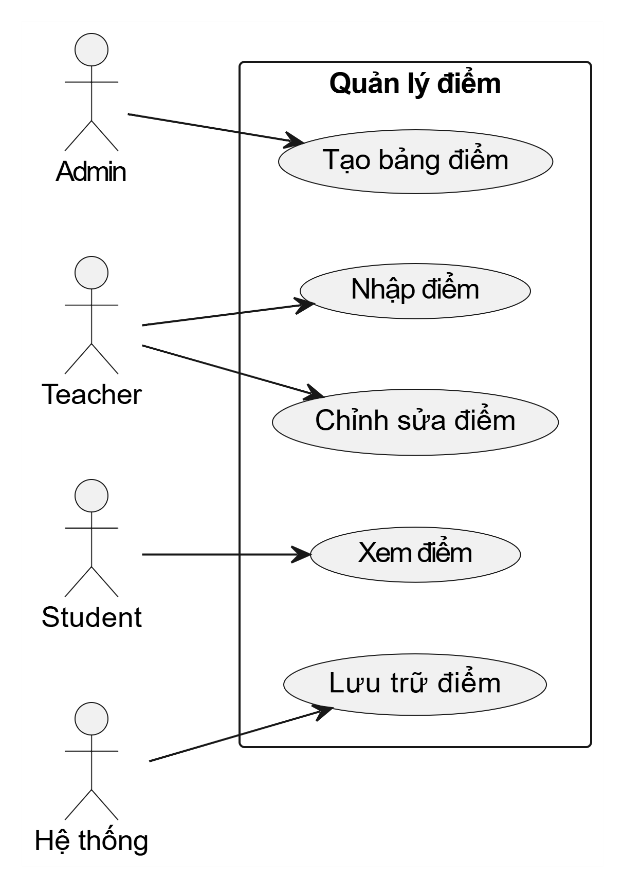 Quản lý điểm
Admin
Tạo bảng điểm
Teacher
Nhập điểm
Chỉnh sửa điểm
Student
Xem điểm
Hệ thống
Lưu trữ điểm